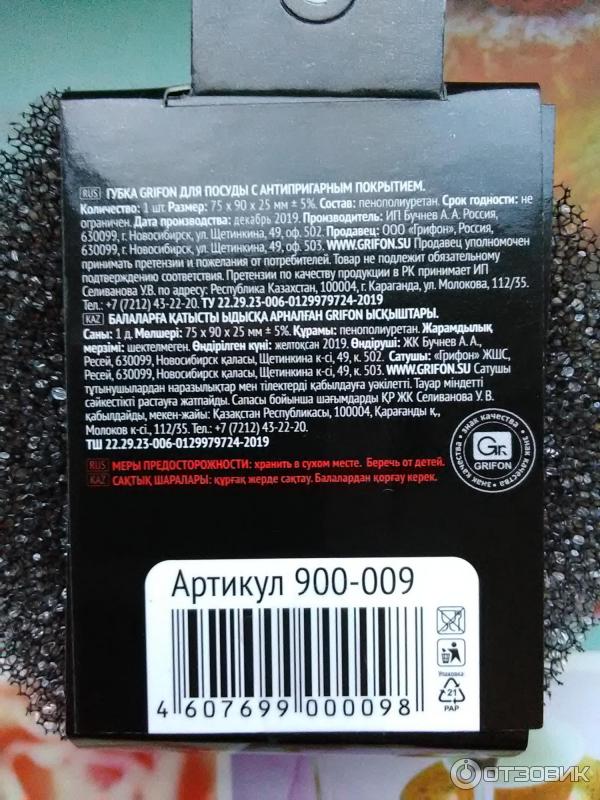 RUS ГУБКА GRIFON ДЛЯ ПОСУДЫ С АНТИПРИГАРНЫМ ПОКРЫТИЕМ.
Количество: 1 шт. Размер: 75 х 90 х 25 мм ± 5%. Состав: пенополиуретан. Срок годности: не
ограничен. Дата производства: декабрь 2019. Производитель: ИП Бучнев А. А. Россия,
630099, г. Новосибирск, ул. Щетинкина, 49, оф. 502. Продавец: ООО «Грифон», Россия,
630099, г. Новосибирск, ул. Щетинкина, 49, оф. 503. WWW.GRIFON.SU Продавец уполномочен
принимать претензии и пожелания от потребителей. Товар не подлежит обязательному
подтверждению соответствия. Претензии по качеству продукции в РК принимает ИП
Селиванова У.В. по адресу: Республика Казахстан, 100004, г. Караганда, ул. Молокова, 112/35.
Тел.: +7 (7212) 43-22-20. ТУ 22.29.23-006-0129979724-2019
KAZ БАЛАЛАРҒА ҚАТЫСТЫ ЫДЫСҚА АРНАЛҒАН GRIFON ЫСҚЫШТАРЫ.
Саны: 1 д. Мөлшері: 75 х 90 х 25 мм ± 5%. Құрамы: пенополиуретан. Жарамдылық
мерзімі: шектелмеген. Өндірілген күні: желтоқсан 2019. Өндіруші: ЖК Бучнев А. А.,
Ресей, 630099, Новосибирск қаласы, Щетинкина к-сі, 49, к. 502. Сатушы: «Грифон» ЖШС,
Ресей, 630099, Новосибирск қаласы, Щетинкина к-сі, 49, к. 503. WWW.GRIFON.SU Сатушы
тұтынушылардан наразылықтар мен тілектерді қабылдауға уәкілетті. Тауар міндетті
сәйкестікті растауға жатпайды. Сапасы бойынша шағымдарды ҚР ЖК Селиванова У. В.
қабылдайды, мекен-жайы: Қазақстан Республикасы, 100004, Қарағанды қ.,
Молоков к-сі, 112/35. Тел.: +7 (7212) 43-22-20.
ТШ 22.29.23-006-0129979724-2019
RUS МЕРЫ ПРЕДОСТОРОЖНОСТИ: хранить в сухом месте. Беречь от детей.
KAZ САҚТЫҚ ШАРАЛАРЫ: құрғақ жерде сақтау. Балалардан қорғау керек.
знак качества • знак качества •
Gr.
GRIFON
Артикул 900-009
4 607699 000098
Упаковка:
21
PAP
ОТЗОВИК